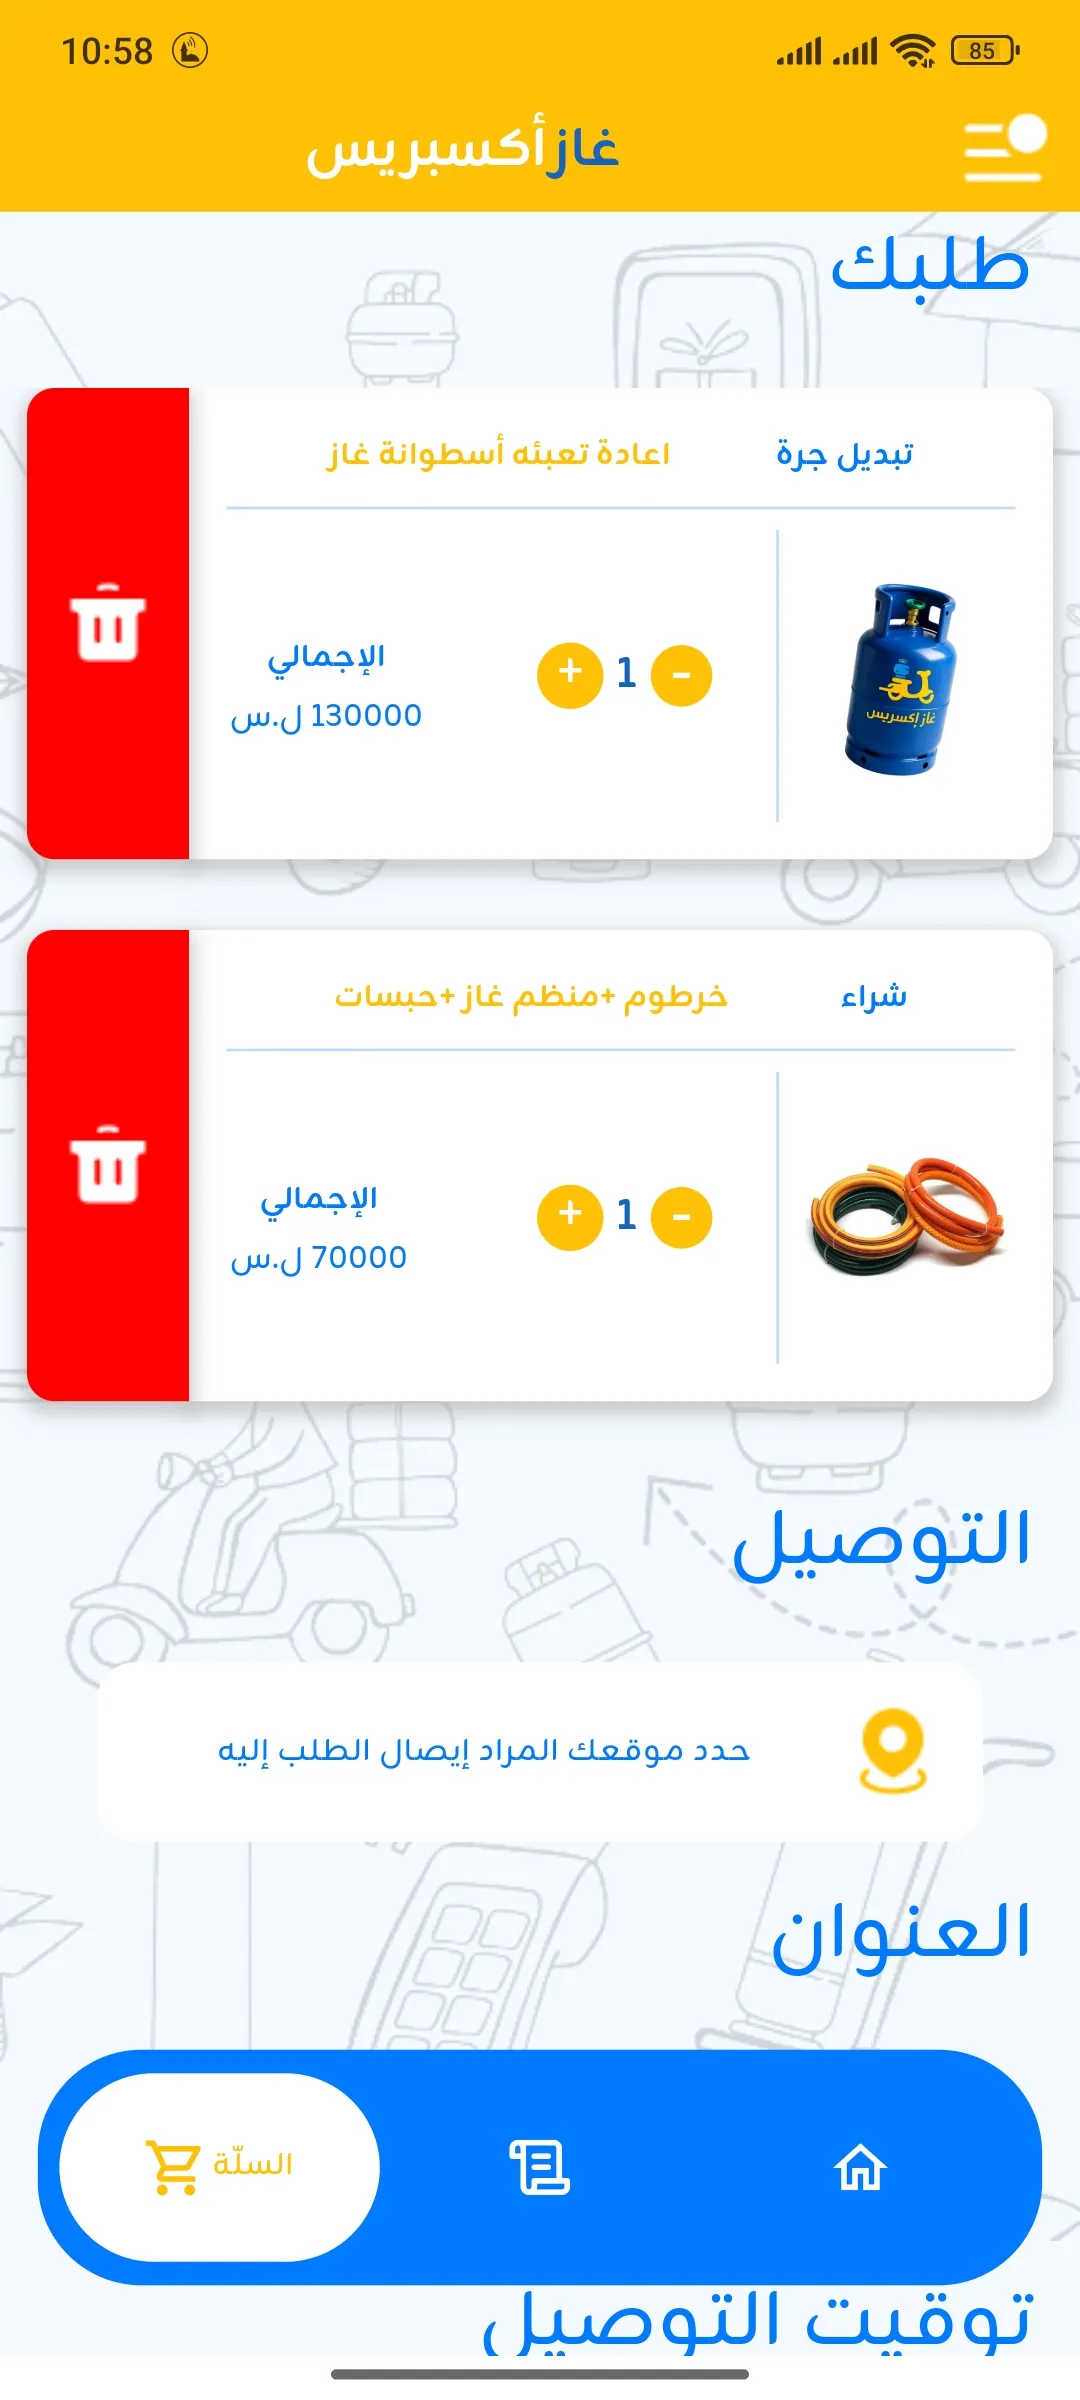 10:58
85
غازأكسبريس
طلبك
تبديل جرة
اعادة تعبئه أسطوانة غاز
- 1 +
الإجمالي
130000 ل.س
غاز إكسبريس
شراء
خرطوم +منظم غاز +حبسات
- 1 +
الإجمالي
70000 ل.س
التوصيل
حدد موقعك المراد إيصال الطلب إليه
العنوان
السلّة
توقيت التوصيل